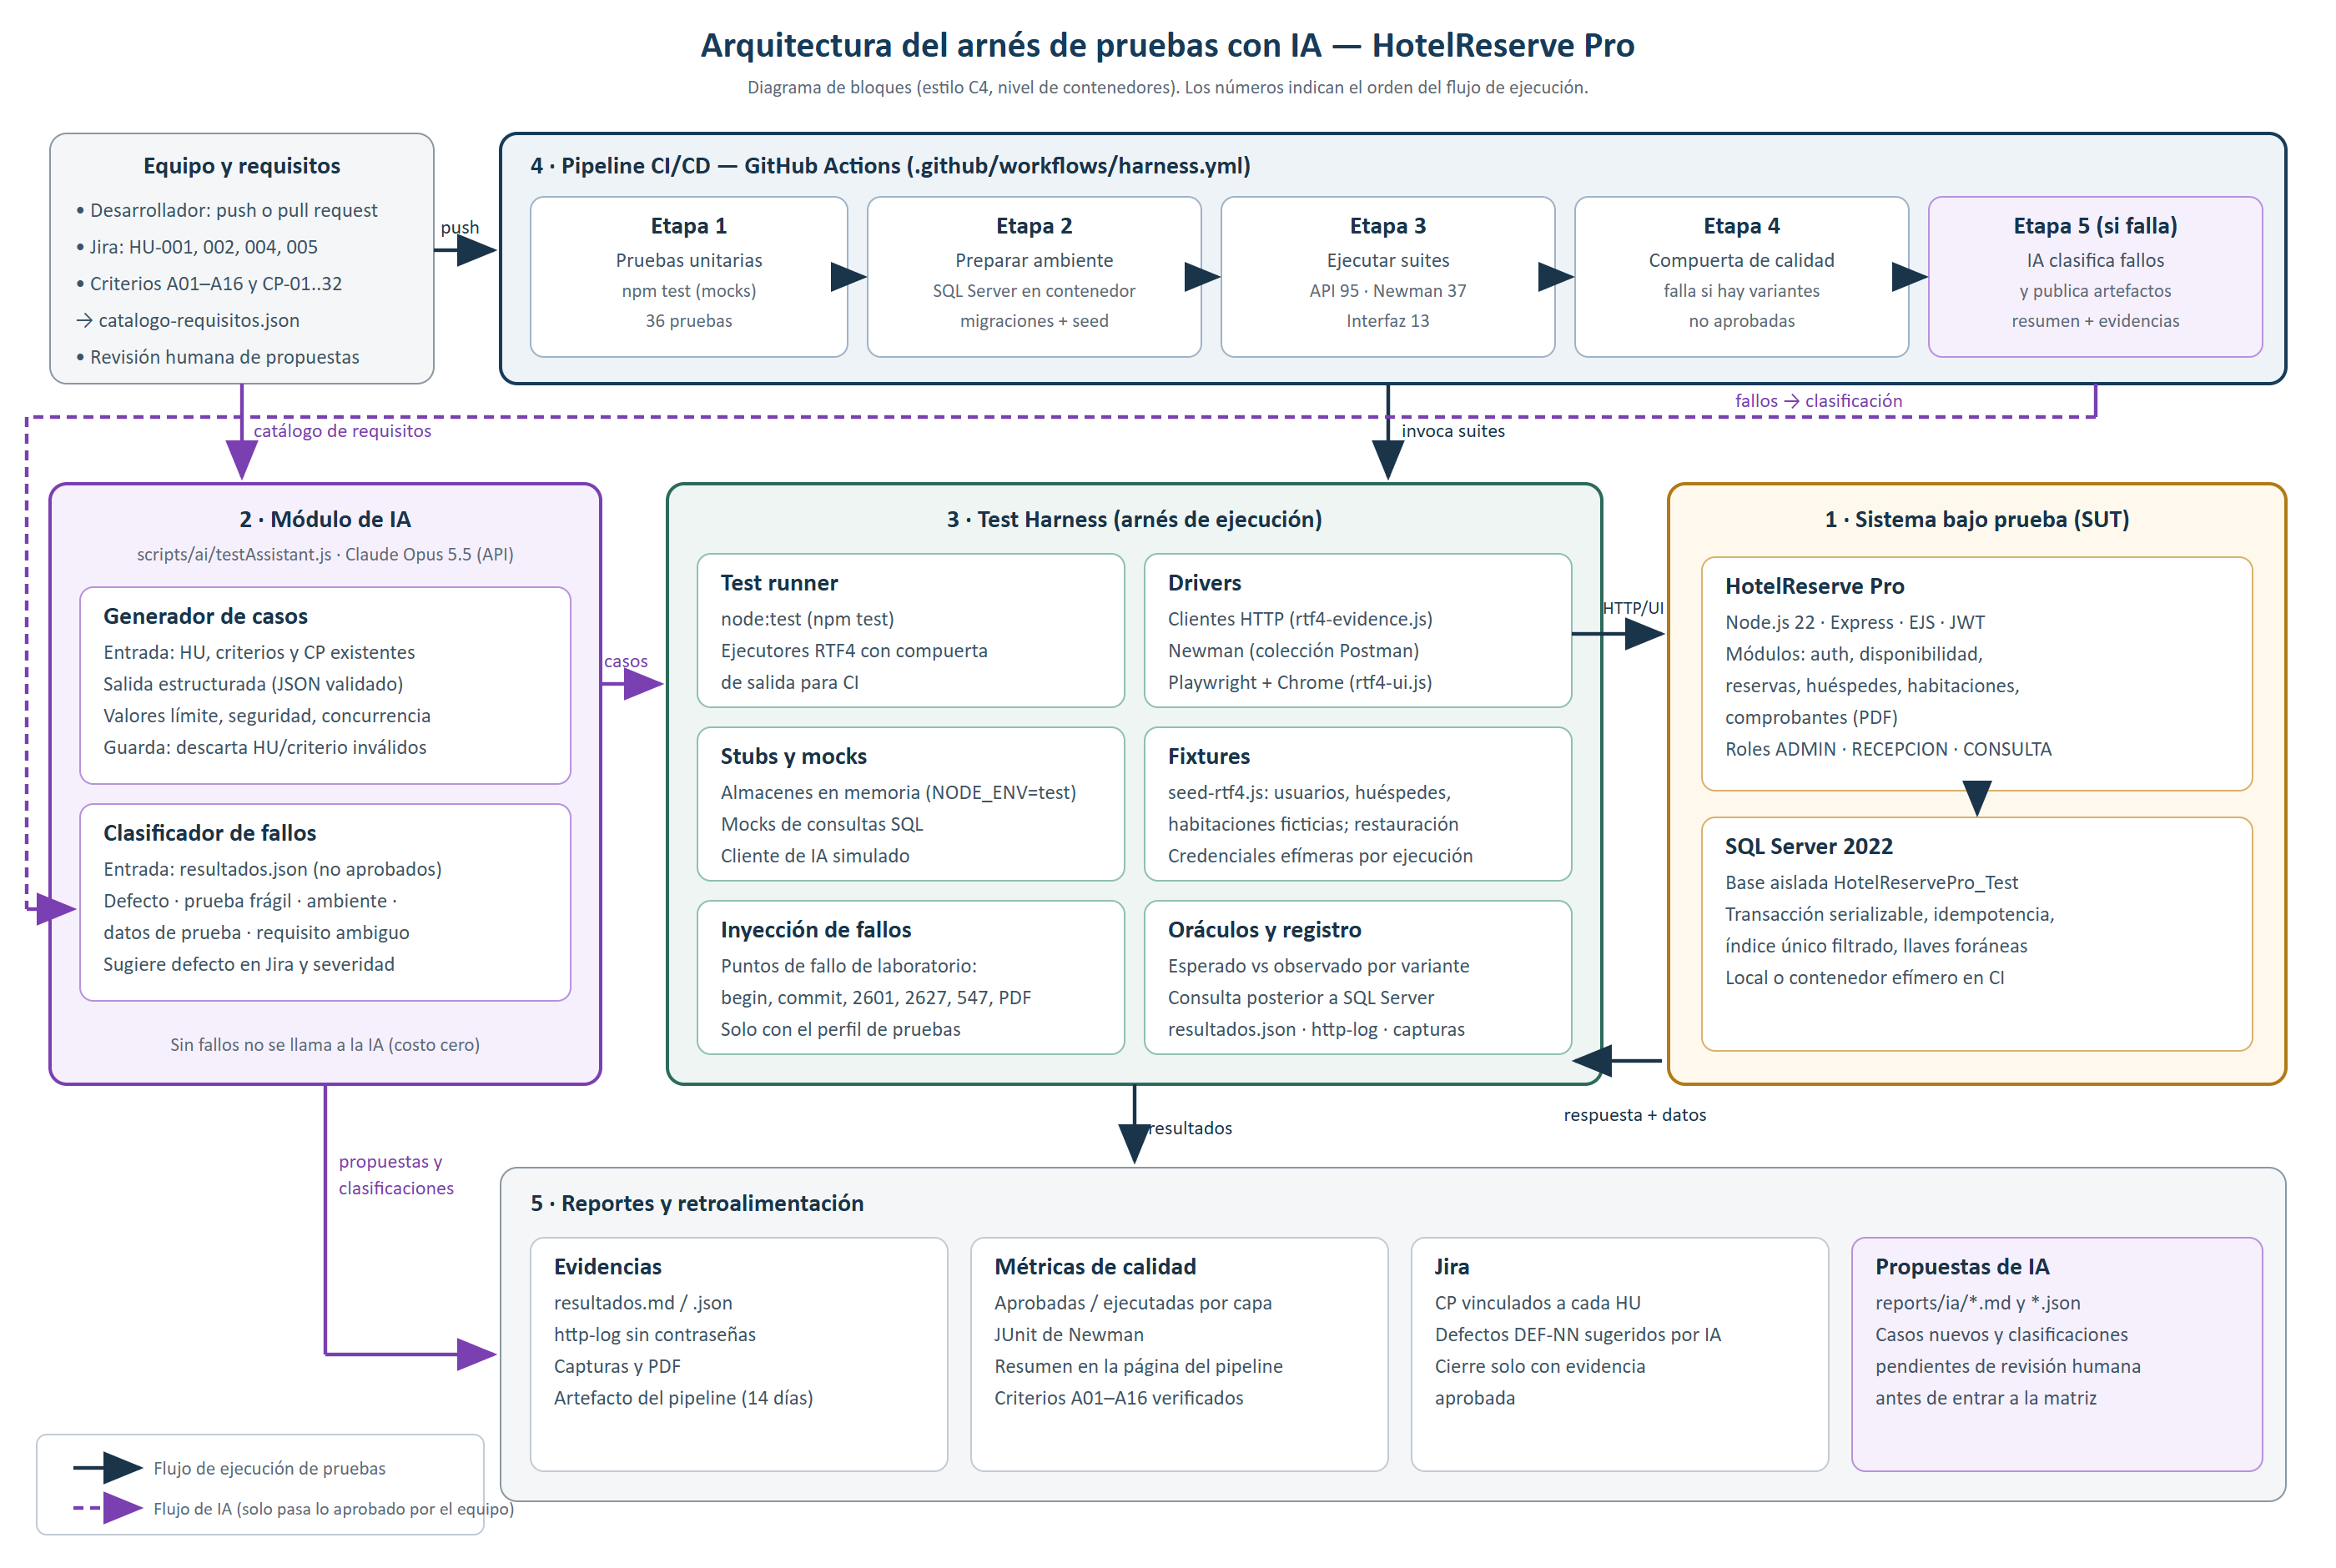 Arquitectura del arnés de pruebas con IA — HotelReserve Pro
Diagrama de bloques (estilo C4, nivel de contenedores). Los números indican el orden del flujo de ejecución.
Equipo y requisitos
• Desarrollador: push o pull request
• Jira: HU-001, 002, 004, 005
• Criterios A01–A16 y CP-01..32
→ catalogo-requisitos.json
• Revisión humana de propuestas
push
4 · Pipeline CI/CD — GitHub Actions (.github/workflows/harness.yml)
Etapa 1
Pruebas unitarias
npm test (mocks)
36 pruebas
Etapa 2
Preparar ambiente
SQL Server en contenedor
migraciones + seed
Etapa 3
Ejecutar suites
API 95 · Newman 37
Interfaz 13
Etapa 4
Compuerta de calidad
falla si hay variantes
no aprobadas
Etapa 5 (si falla)
IA clasifica fallos
y publica artefactos
resumen + evidencias
fallos → clasificación
catálogo de requisitos
invoca suites
2 · Módulo de IA
scripts/ai/testAssistant.js · Claude Opus 5.5 (API)
Generador de casos
Entrada: HU, criterios y CP existentes
Salida estructurada (JSON validado)
Valores límite, seguridad, concurrencia
Guarda: descarta HU/criterio inválidos
Clasificador de fallos
Entrada: resultados.json (no aprobados)
Defecto · prueba frágil · ambiente ·
datos de prueba · requisito ambiguo
Sugiere defecto en Jira y severidad
Sin fallos no se llama a la IA (costo cero)
casos
3 · Test Harness (arnés de ejecución)
Test runner
node:test (npm test)
Ejecutores RTF4 con compuerta
de salida para CI
Drivers
Clientes HTTP (rtf4-evidence.js)
Newman (colección Postman)
Playwright + Chrome (rtf4-ui.js)
Stubs y mocks
Almacenes en memoria (NODE_ENV=test)
Mocks de consultas SQL
Cliente de IA simulado
Fixtures
seed-rtf4.js: usuarios, huéspedes,
habitaciones ficticias; restauración
Credenciales efímeras por ejecución
Inyección de fallos
Puntos de fallo de laboratorio:
begin, commit, 2601, 2627, 547, PDF
Solo con el perfil de pruebas
Oráculos y registro
Esperado vs observado por variante
Consulta posterior a SQL Server
resultados.json · http-log · capturas
HTTP/UI
1 · Sistema bajo prueba (SUT)
HotelReserve Pro
Node.js 22 · Express · EJS · JWT
Módulos: auth, disponibilidad,
reservas, huéspedes, habitaciones,
comprobantes (PDF)
Roles ADMIN · RECEPCION · CONSULTA
SQL Server 2022
Base aislada HotelReservePro_Test
Transacción serializable, idempotencia,
índice único filtrado, llaves foráneas
Local o contenedor efímero en CI
respuesta + datos
resultados
propuestas y
clasificaciones
5 · Reportes y retroalimentación
Evidencias
resultados.md / .json
http-log sin contraseñas
Capturas y PDF
Artefacto del pipeline (14 días)
Métricas de calidad
Aprobadas / ejecutadas por capa
JUnit de Newman
Resumen en la página del pipeline
Criterios A01–A16 verificados
Jira
CP vinculados a cada HU
Defectos DEF-NN sugeridos por IA
Cierre solo con evidencia
aprobada
Propuestas de IA
reports/ia/*.md y *.json
Casos nuevos y clasificaciones
pendientes de revisión humana
antes de entrar a la matriz
Flujo de ejecución de pruebas
Flujo de IA (solo pasa lo aprobado por el equipo)